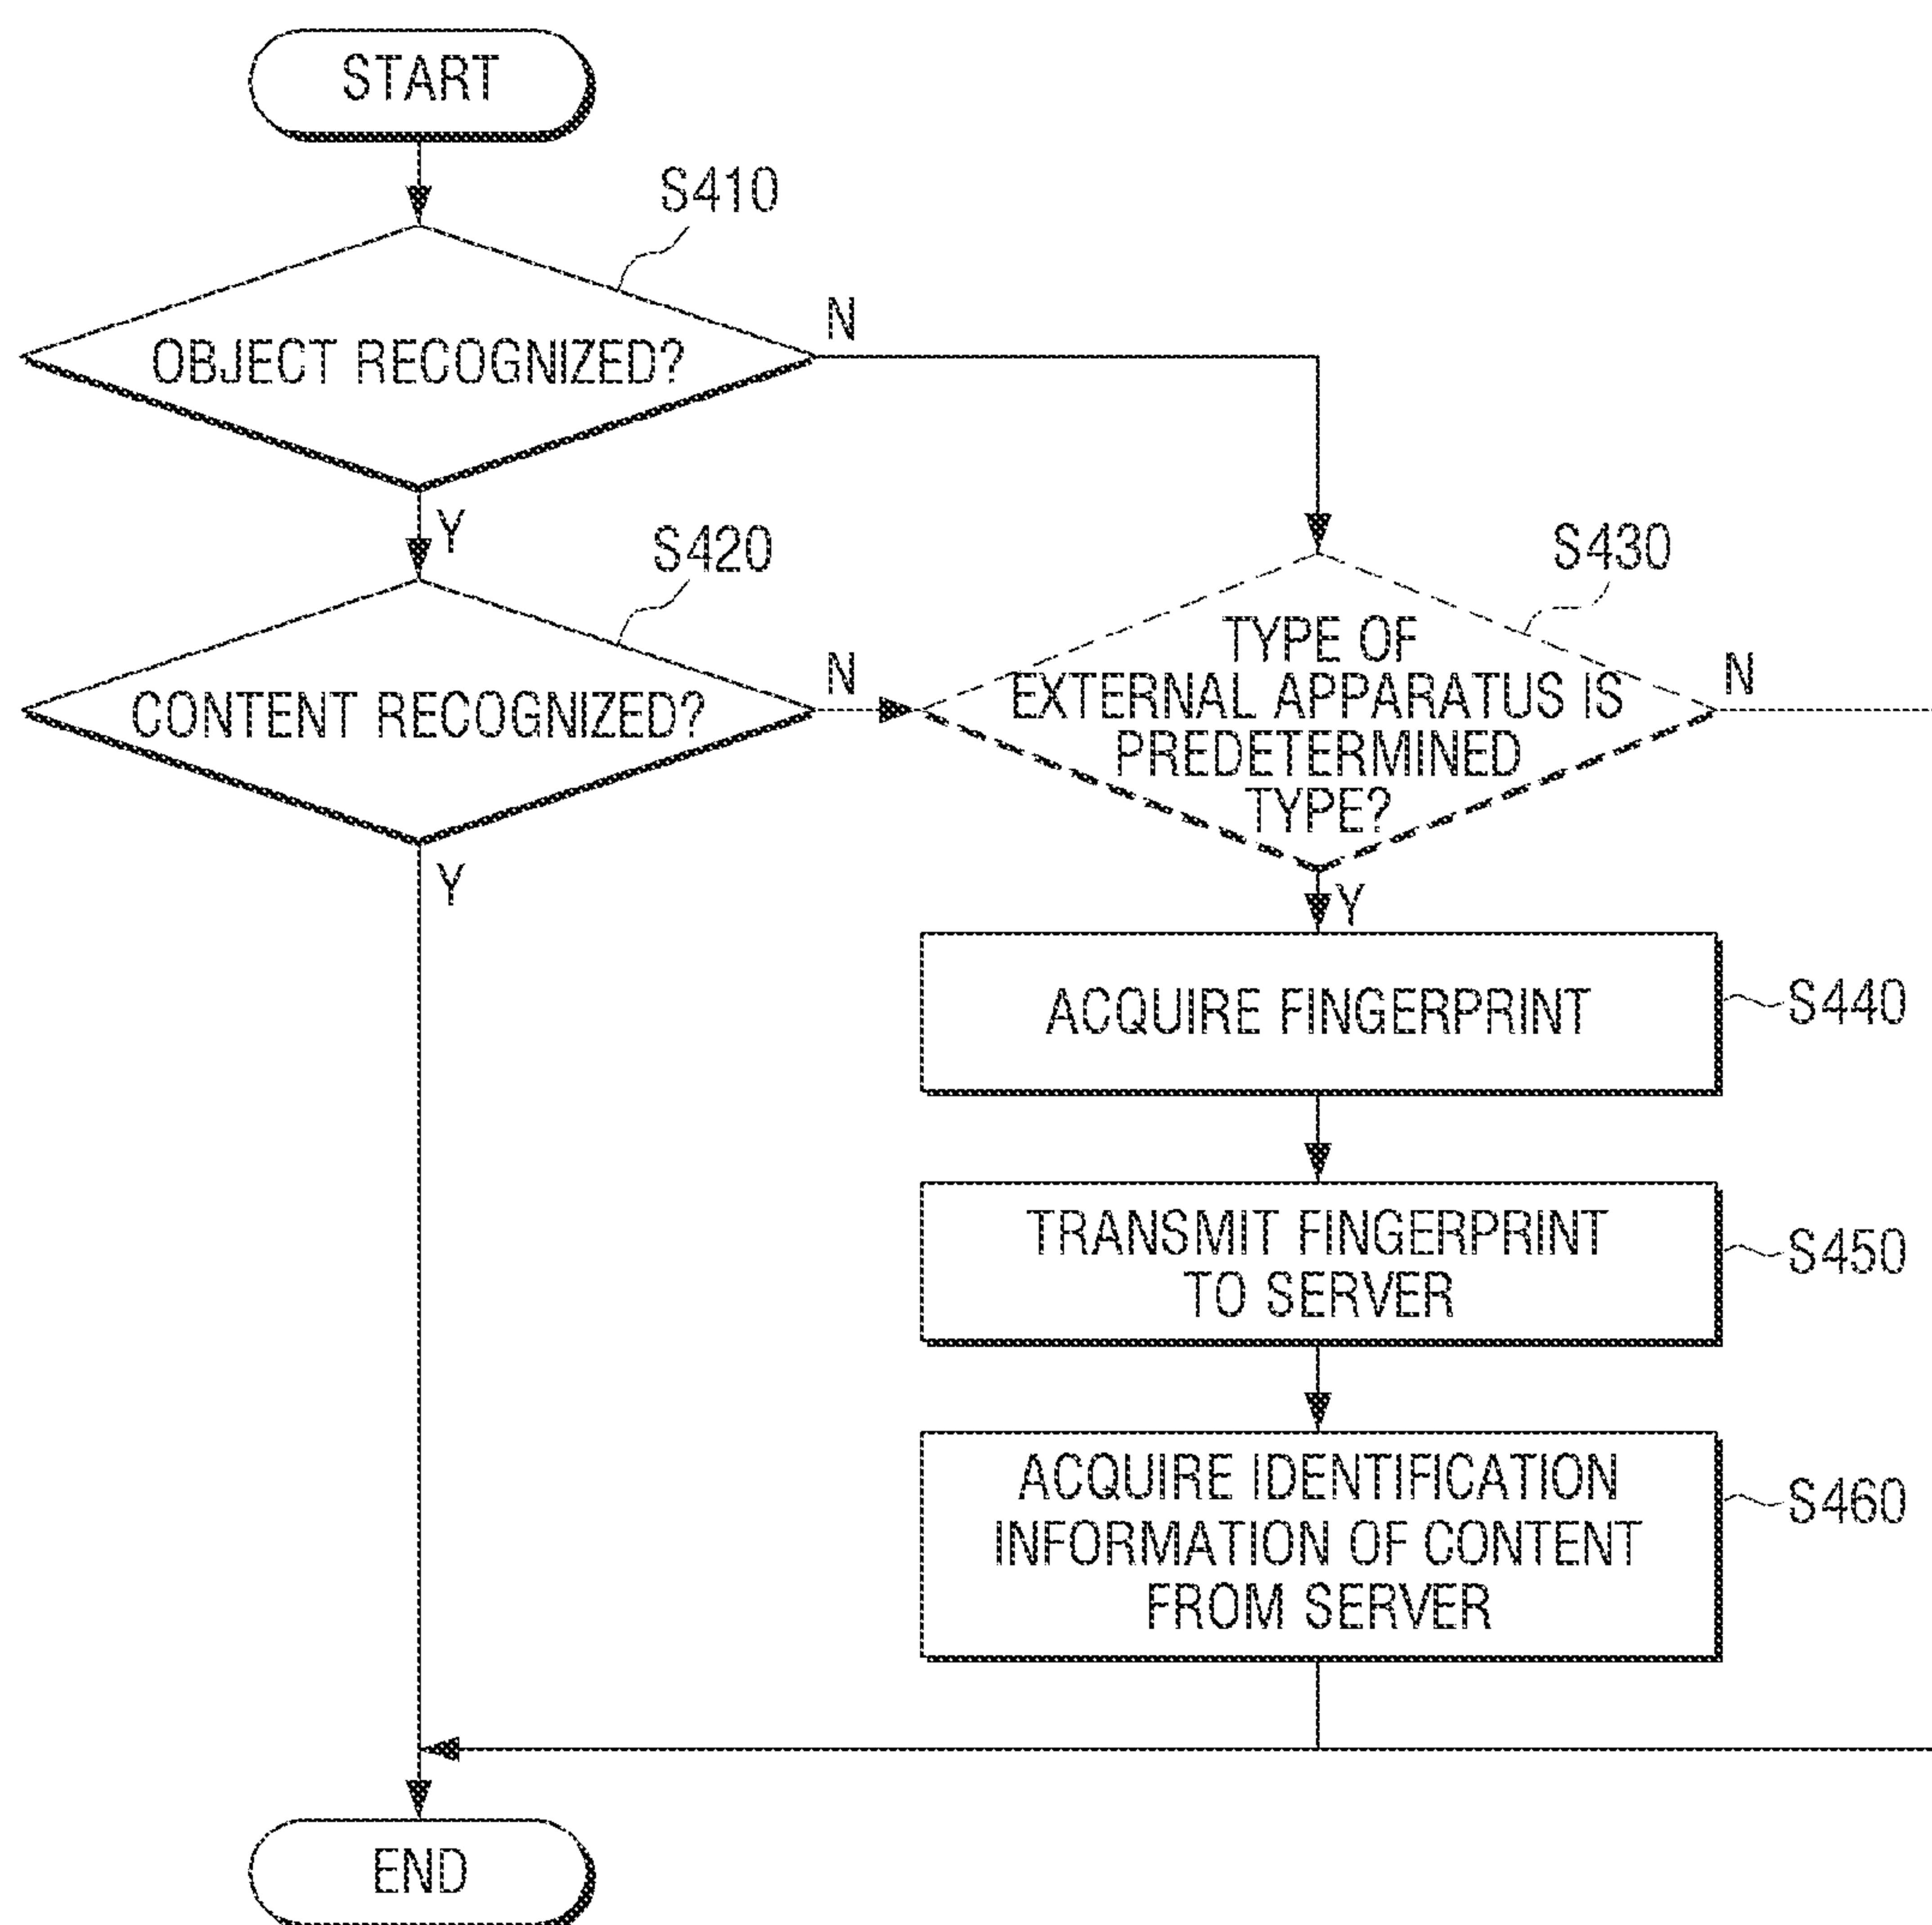 START
S410
N
OBJECT RECOGNIZED?
Y
S420
S430
N
CONTENT RECOGNIZED?
TYPE OF
EXTERNAL APPARATUS IS
PREDETERMINED
TYPE?
N
Y
Y
ACQUIRE FINGERPRINT
S440
TRANSMIT FINGERPRINT
TO SERVER
S450
ACQUIRE IDENTIFICATION
INFORMATION OF CONTENT
FROM SERVER
S460
END